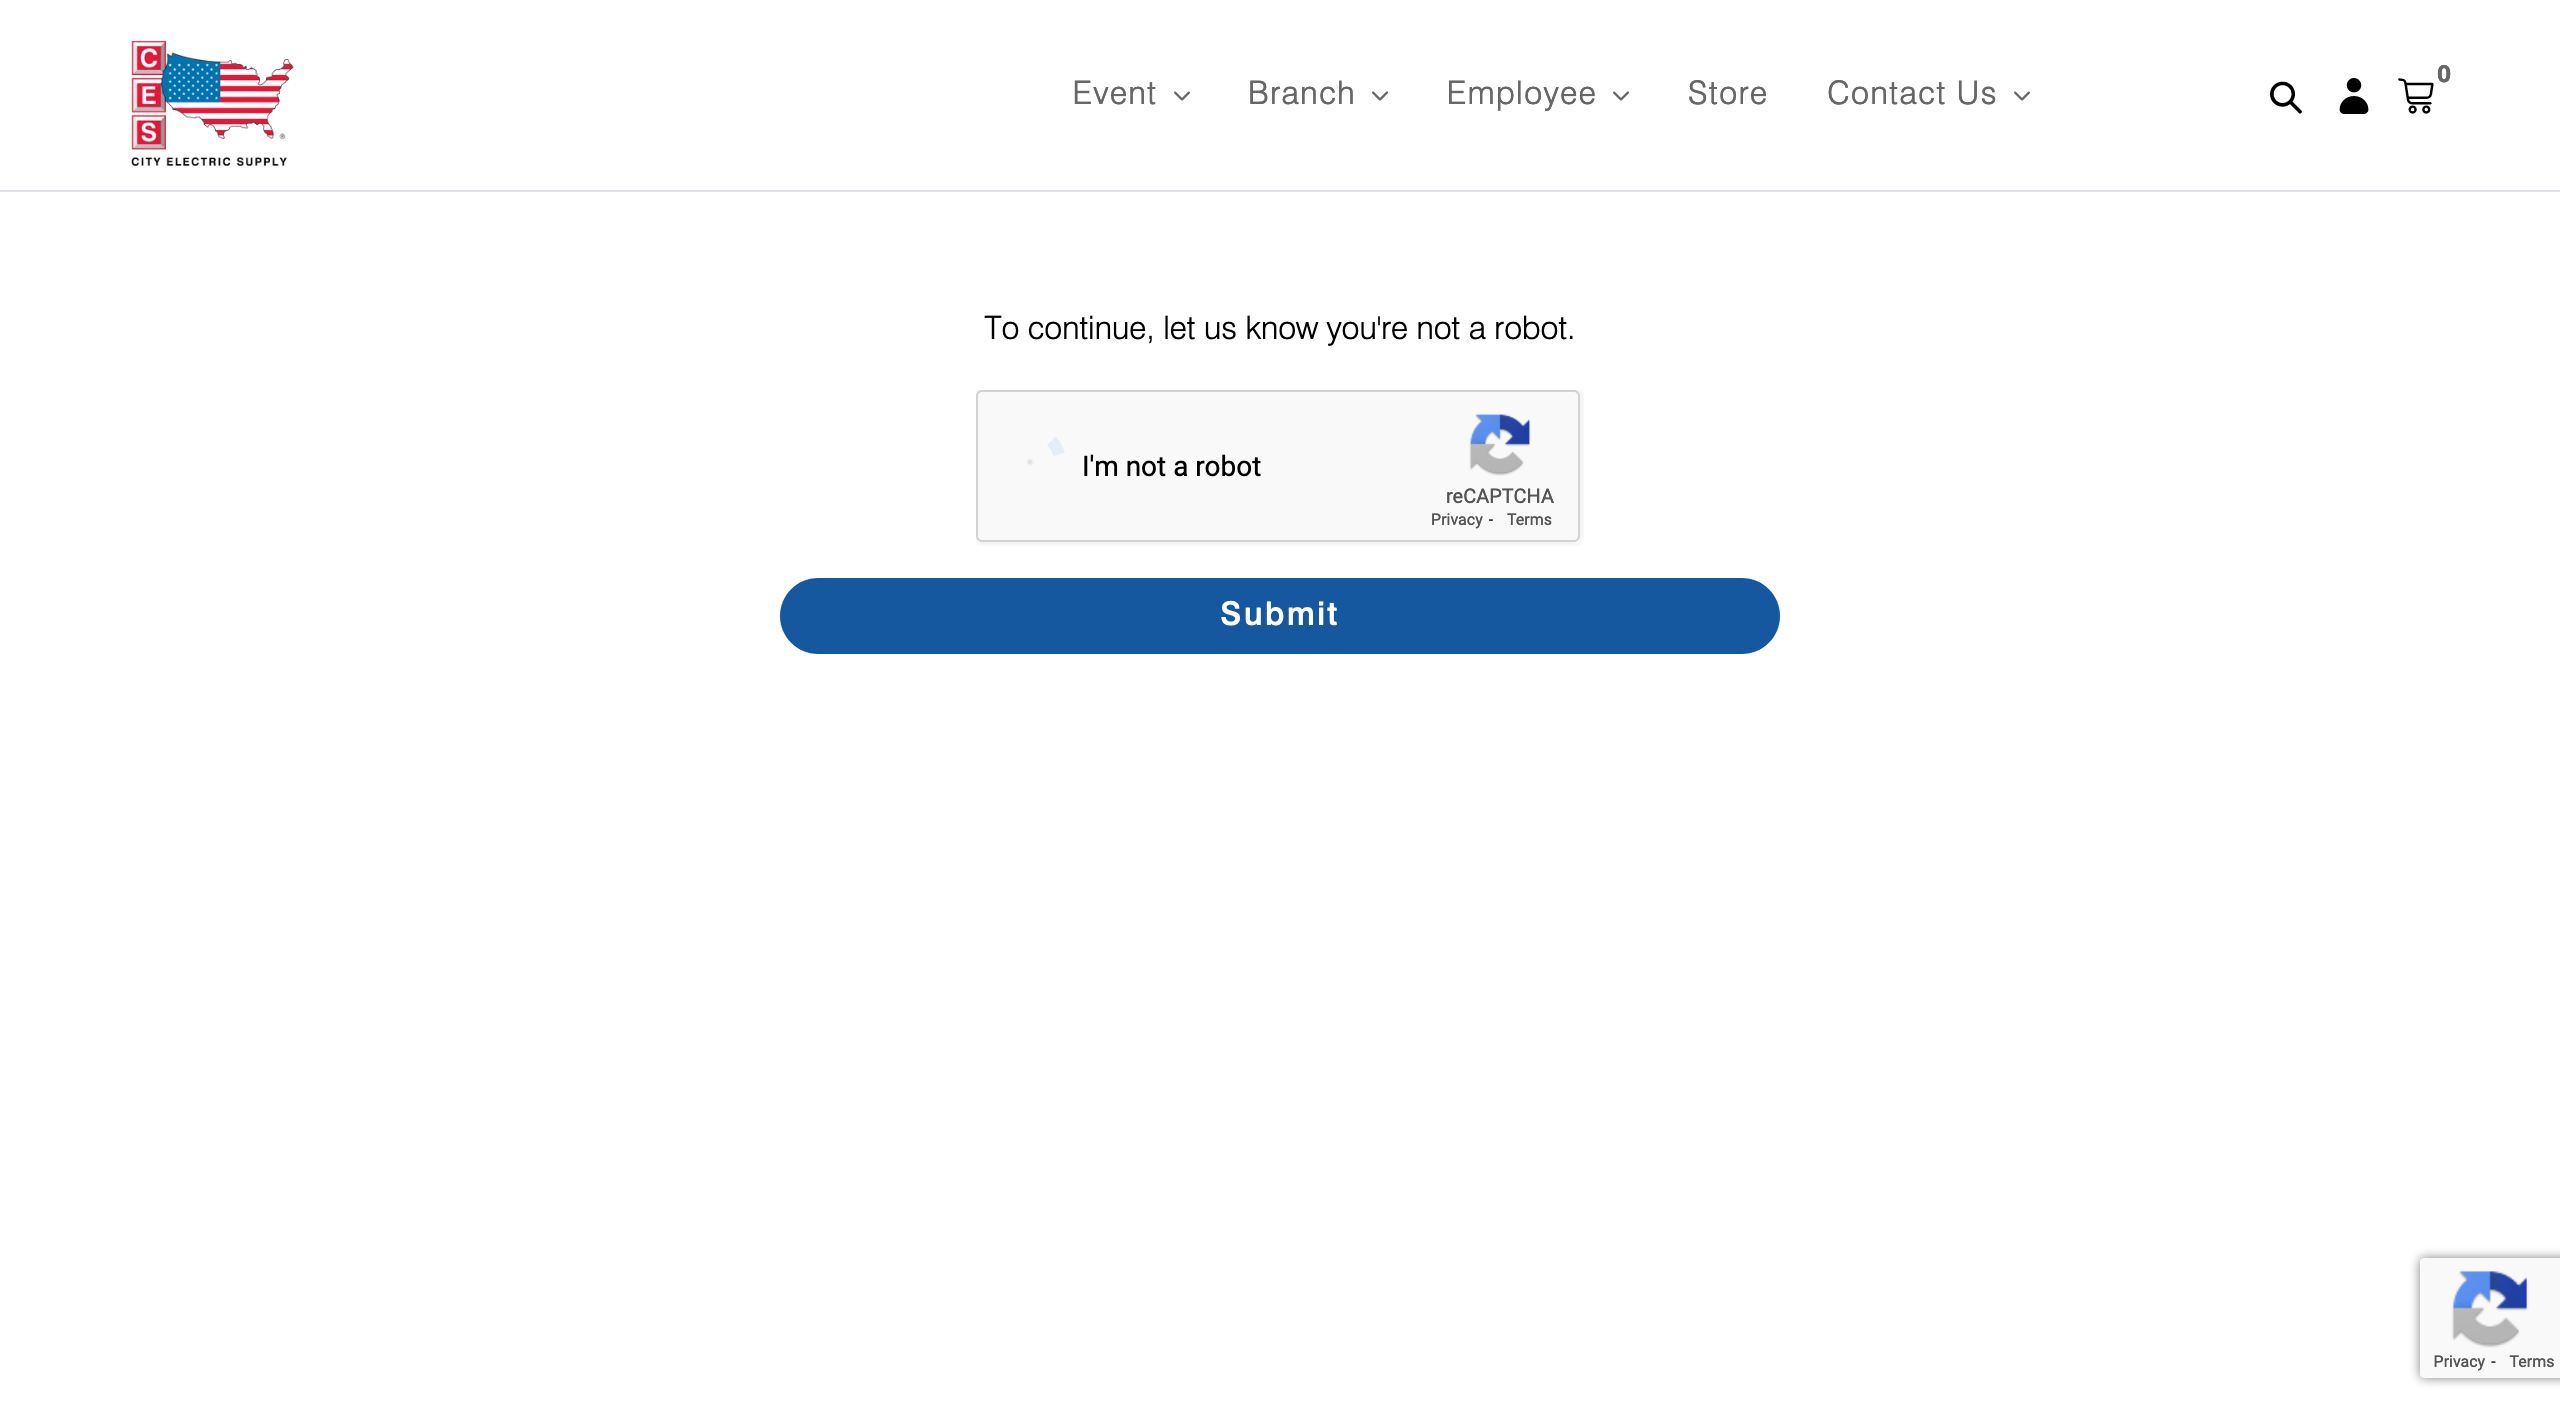 C
E
S
®
CITY ELECTRIC SUPPLY
Event
Branch
Employee
Store
Contact Us
0
To continue, let us know you're not a robot.
I'm not a robot
reCAPTCHA
Privacy - Terms
Submit
Privacy - Terms